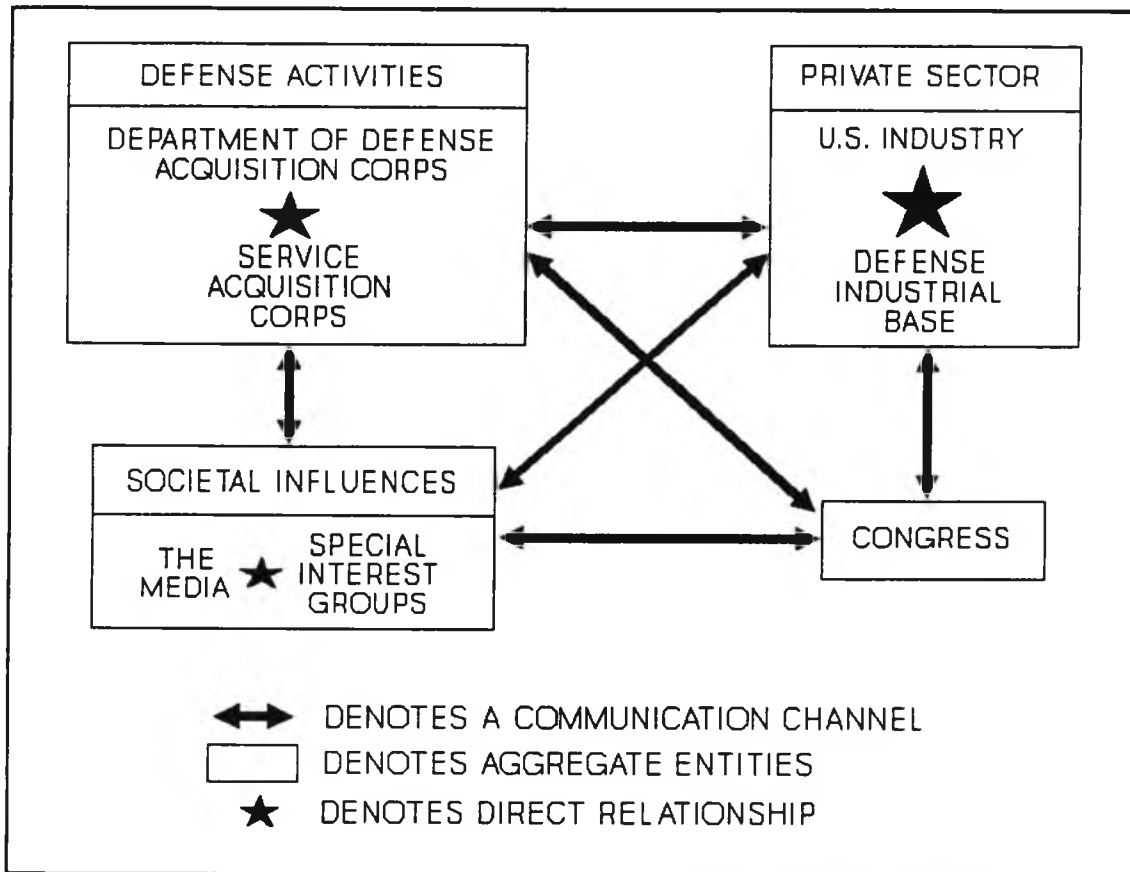 DEFENSE ACTIVITIES
DEPARTMENT OF DEFENSE
ACQUISITION CORPS
SERVICE
ACQUISITION
CORPS
PRIVATE SECTOR
U.S. INDUSTRY
DEFENSE
INDUSTRIAL
BASE
SOCIETAL INFLUENCES
THE
MEDIA
SPECIAL
INTEREST
GROUPS
CONGRESS
DENOTES A COMMUNICATION CHANNEL
DENOTES AGGREGATE ENTITIES
DENOTES DIRECT RELATIONSHIP